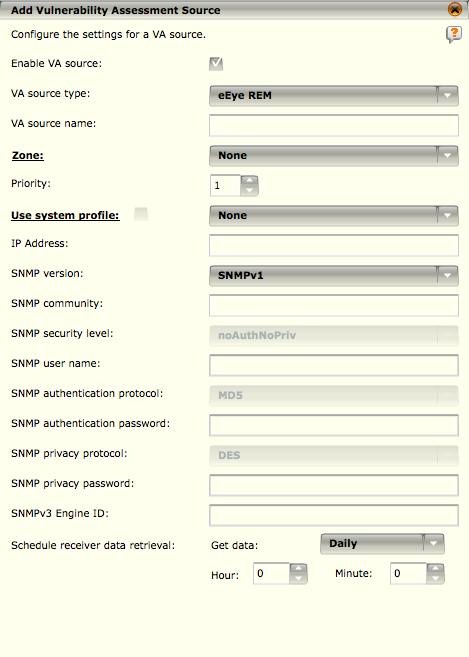 Add Vulnerability Assessment Source
Configure the settings for a VA source.
?
Enable VA source:
VA source type: eEye REM
VA source name:
Zone: None
Priority: 1
Use system profile: None
IP Address:
SNMP version: SNMPv1
SNMP community:
SNMP security level: noAuthNoPriv
SNMP user name:
SNMP authentication protocol: MD5
SNMP authentication password:
SNMP privacy protocol: DES
SNMP privacy password:
SNMPv3 Engine ID:
Schedule receiver data retrieval: Get data: Daily
Hour: 0 Minute: 0